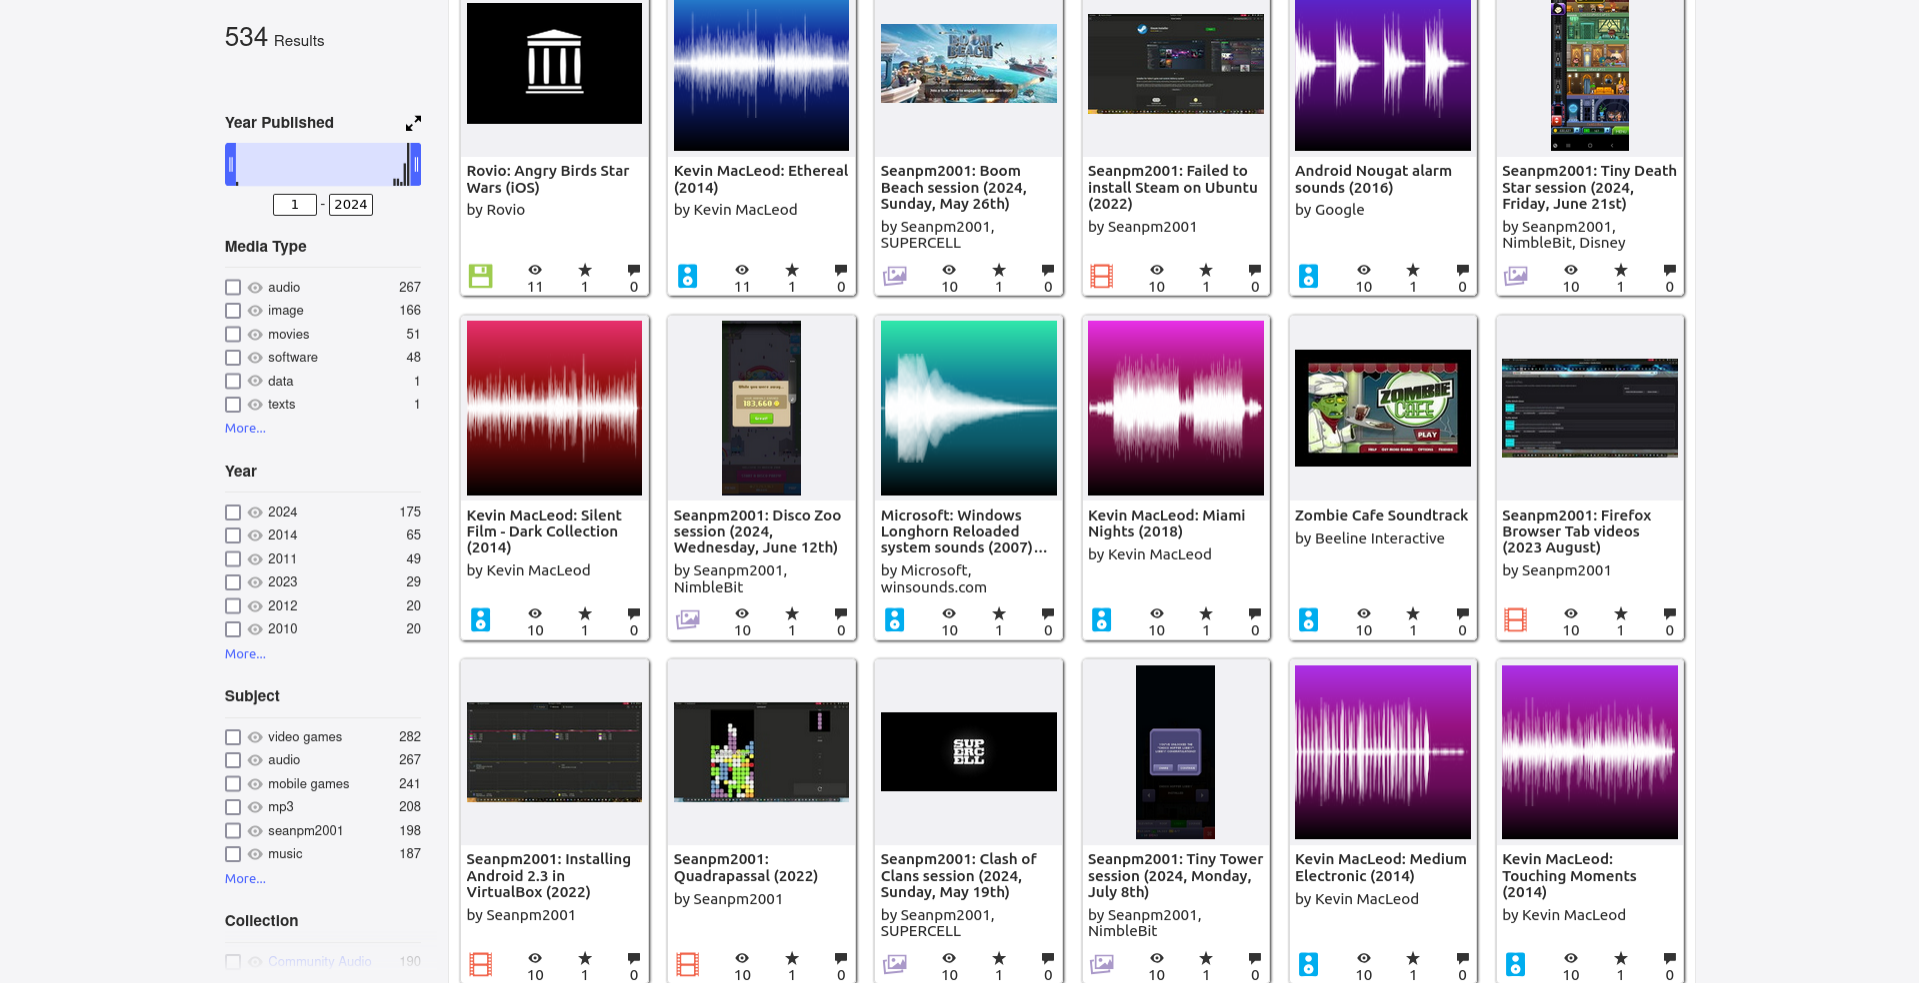 534 Results
Year Published
1 - 2024
Media Type
audio 267
image 166
movies 51
software 48
data 1
texts 1
More...
Year
2024 175
2014 65
2011 49
2023 29
2012 20
2010 20
More...
Subject
video games 282
audio 267
mobile games 241
mp3 208
seanpm2001 198
music 187
More...
Collection
Community Audio 190
Rovio: Angry Birds Star
Wars (iOS)
by Rovio
11 1 0
Kevin MacLeod: Ethereal
(2014)
by Kevin MacLeod
11 1 0
BOOM
BEACH
Seanpm2001: Boom
Beach session (2024,
Sunday, May 26th)
by Seanpm2001,
SUPERCELL
10 1 0
Seanpm2001: Failed to
install Steam on Ubuntu
(2022)
by Seanpm2001
10 1 0
Android Nougat alarm
sounds (2016)
by Google
10 1 0
Seanpm2001: Tiny Death
Star session (2024,
Friday, June 21st)
by Seanpm2001,
NimbleBit, Disney
10 1 0
Kevin MacLeod: Silent
Film - Dark Collection
(2014)
by Kevin MacLeod
10 1 0
While you were away...
183,660
Seanpm2001: Disco Zoo
session (2024,
Wednesday, June 12th)
by Seanpm2001,
NimbleBit
10 1 0
Microsoft: Windows
Longhorn Reloaded
system sounds (2007)...
by Microsoft,
winsounds.com
10 1 0
Kevin MacLeod: Miami
Nights (2018)
by Kevin MacLeod
10 1 0
ZOMBIE
CAFE
PLAY
Zombie Cafe Soundtrack
by Beeline Interactive
10 1 0
Seanpm2001: Firefox
Browser Tab videos
(2023 August)
by Seanpm2001
10 1 0
Seanpm2001: Installing
Android 2.3 in
VirtualBox (2022)
by Seanpm2001
10 1 0
Seanpm2001:
Quadrapassal (2022)
by Seanpm2001
10 1 0
SUP
ERC
ELL
Seanpm2001: Clash of
Clans session (2024,
Sunday, May 19th)
by Seanpm2001,
SUPERCELL
10 1 0
Seanpm2001: Tiny Tower
session (2024, Monday,
July 8th)
by Seanpm2001,
NimbleBit
10 1 0
Kevin MacLeod: Medium
Electronic (2014)
by Kevin MacLeod
10 1 0
Kevin MacLeod:
Touching Moments
(2014)
by Kevin MacLeod
10 1 0